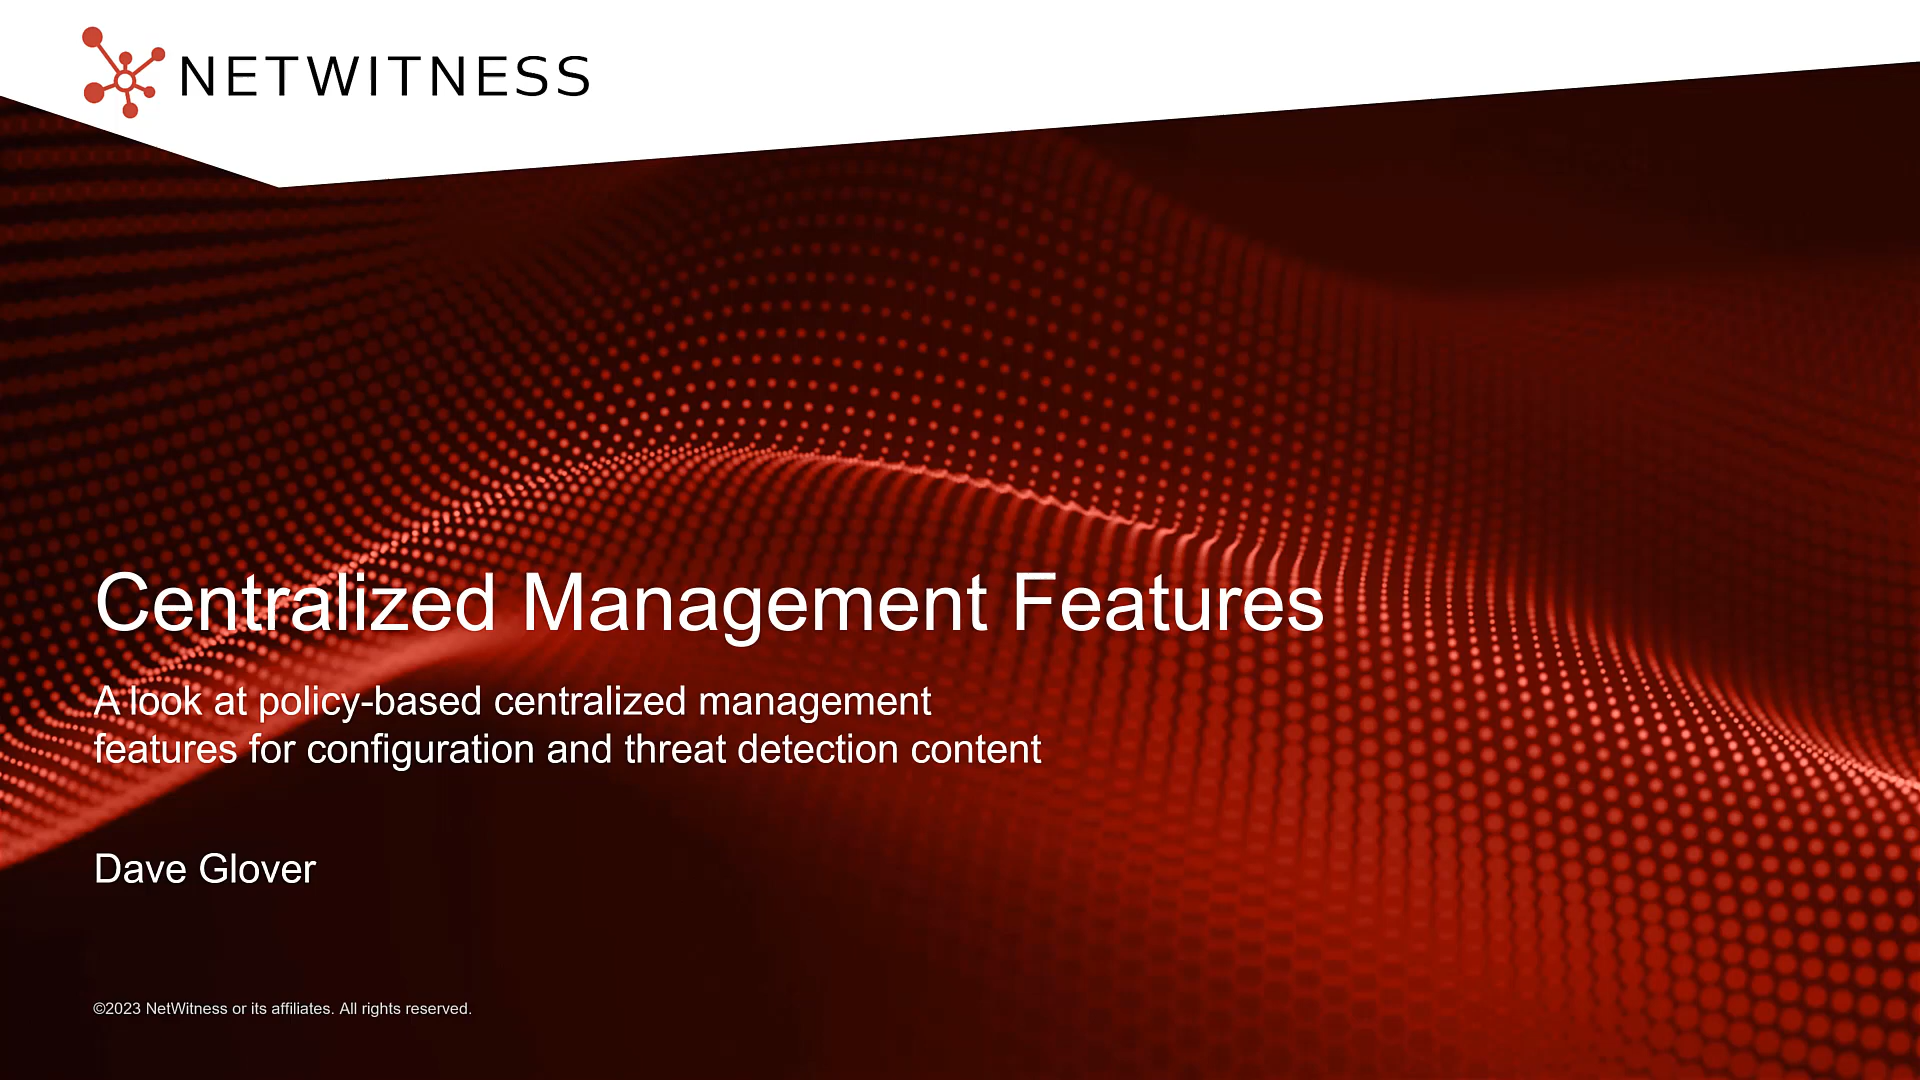 NETWITNESS
Centralized Management Features
A look at policy-based centralized management
features for configuration and threat detection content
Dave Glover
©2023 NetWitness or its affiliates. All rights reserved.